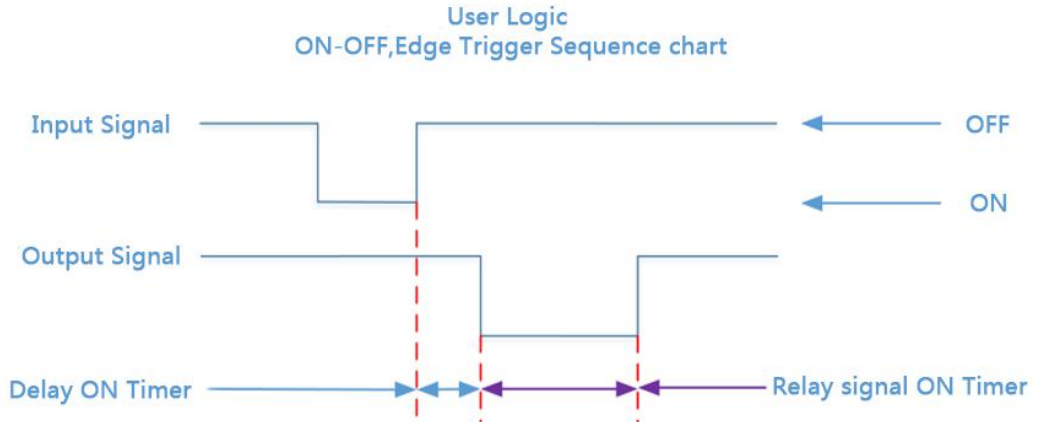 User Logic
ON-OFF,Edge Trigger Sequence chart
Input Signal
OFF
ON
Output Signal
Delay ON Timer
Relay signal ON Timer